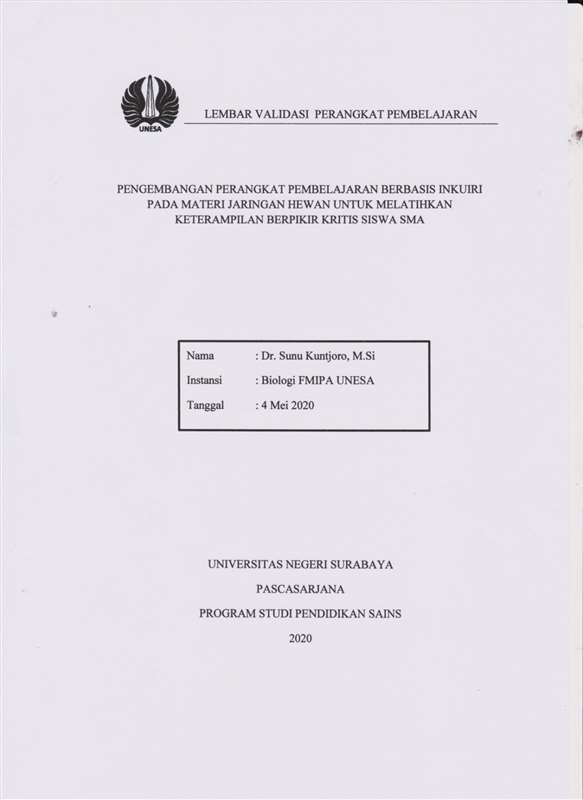 UNESA
LEMBAR VALIDASI PERANGKAT PEMBELAJARAN
PENGEMBANGAN PERANGKAT PEMBELAJARAN BERBASIS INKUIRI
PADA MATERI JARINGAN HEWAN UNTUK MELATIHKAN
KETERAMPILAN BERPIKIR KRITIS SISWA SMA
Nama : Dr. Sunu Kuntjoro, M.Si
Instansi : Biologi FMIPA UNESA
Tanggal : 4 Mei 2020
UNIVERSITAS NEGERI SURABAYA
PASCASARJANA
PROGRAM STUDI PENDIDIKAN SAINS
2020